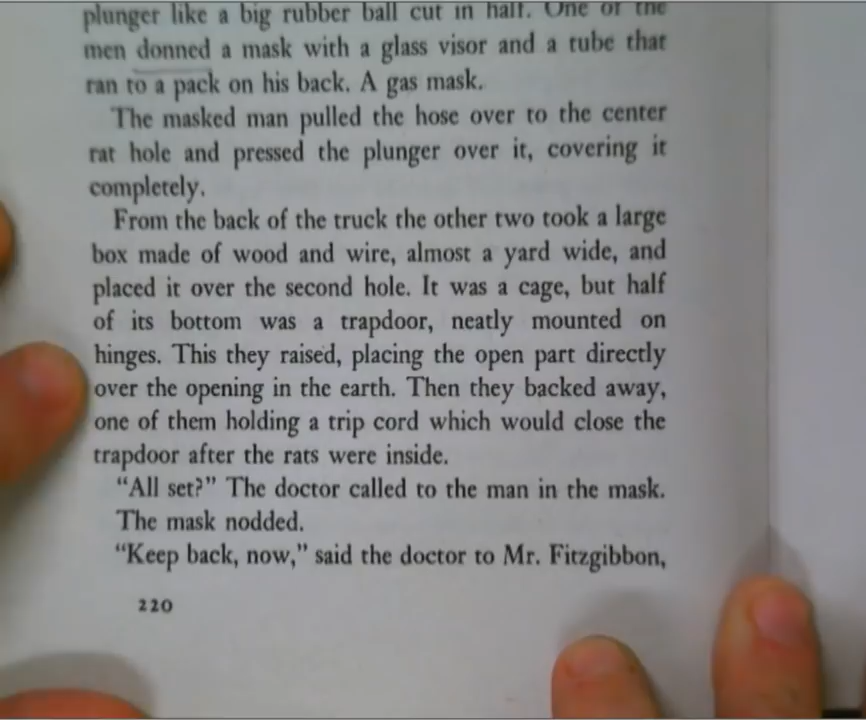 plunger like a big rubber ball cut in half. One of the
men donned a mask with a glass visor and a tube that
ran to a pack on his back. A gas mask.
The masked man pulled the hose over to the center
rat hole and pressed the plunger over it, covering it
completely.
From the back of the truck the other two took a large
box made of wood and wire, almost a yard wide, and
placed it over the second hole. It was a cage, but half
of its bottom was a trapdoor, neatly mounted on
hinges. This they raised, placing the open part directly
over the opening in the earth. Then they backed away,
one of them holding a trip cord which would close the
trapdoor after the rats were inside.
“All set?” The doctor called to the man in the mask.
The mask nodded.
“Keep back, now,” said the doctor to Mr. Fitzgibbon,
220